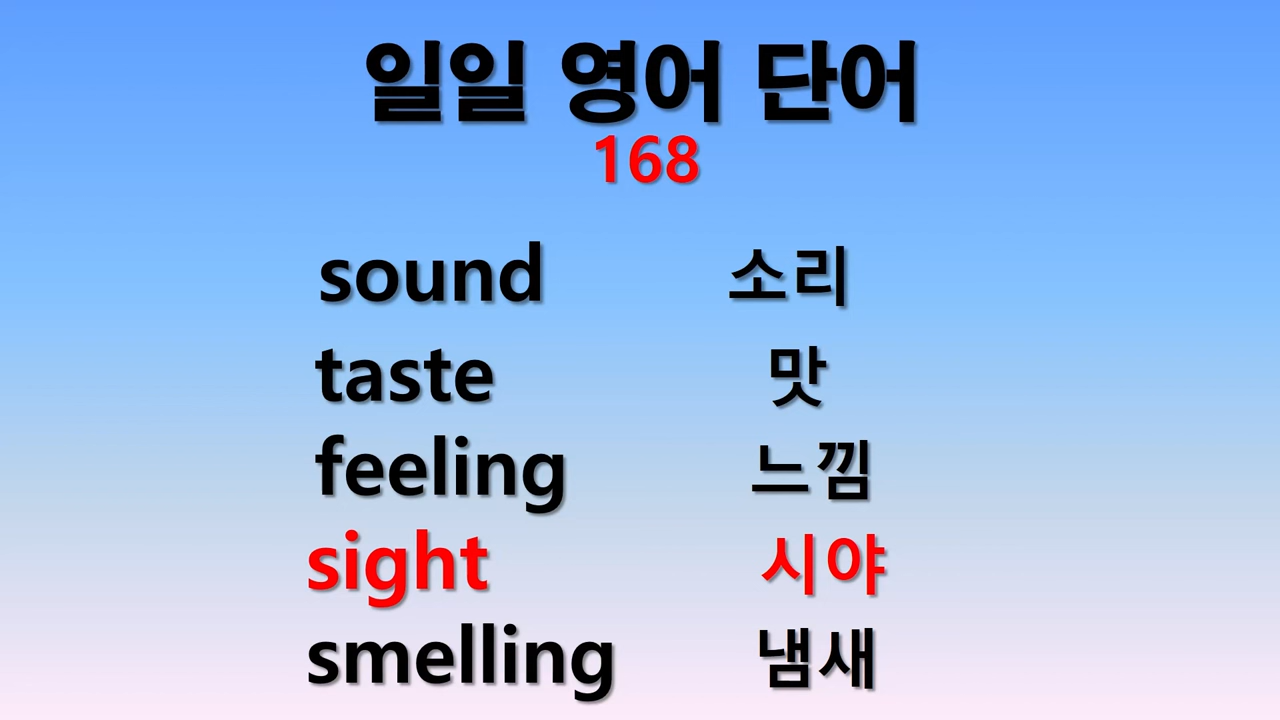 일일 영어 단어
168
sound 소리
taste 맛
feeling 느낌
sight 시야
smelling 냄새